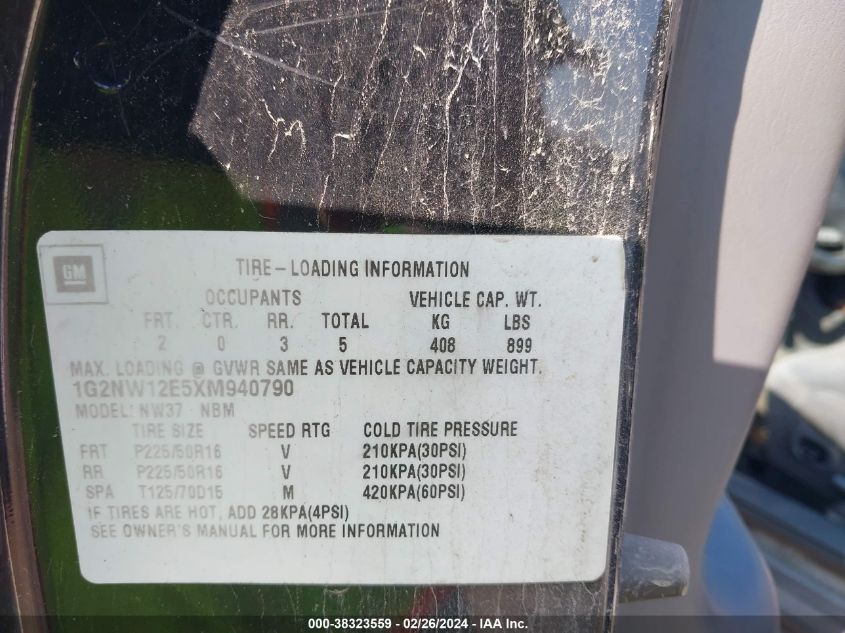 GM
TIRE-LOADING INFORMATION
OCCUPANTS VEHICLE CAP. WT.
FRT. CTR. RR. TOTAL KG LBS
2 0 3 5 408 899
MAX. LOADING @ GVWR SAME AS VEHICLE CAPACITY WEIGHT.
1G2NW12E5XM940790
MODEL: NW37 NBM
TIRE SIZE SPEED RTG COLD TIRE PRESSURE
FRT P225/50R16 V 210KPA(30PSI)
RR P225/50R16 V 210KPA(30PSI)
SPA T125/70D15 M 420KPA(60PSI)
IF TIRES ARE HOT, ADD 28KPA(4PSI)
SEE OWNER'S MANUAL FOR MORE INFORMATION
000-38323559 - 02/26/2024 - IAA Inc.